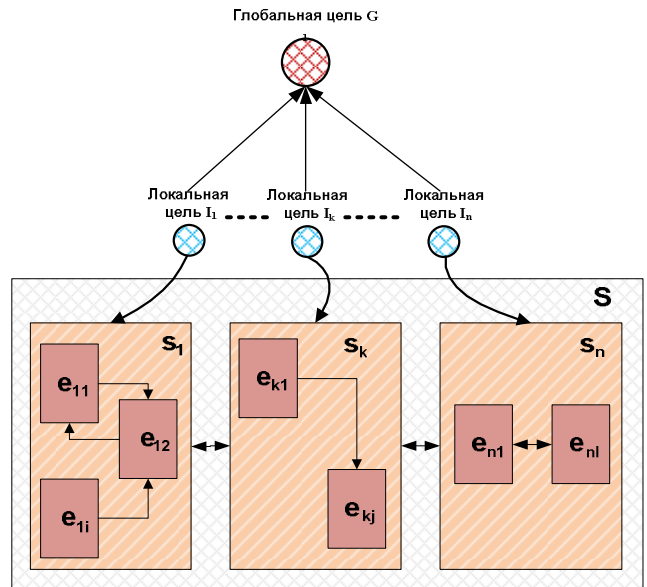 Глобальная цель G
1
Локальная
цель I1
Локальная
цель Ik
Локальная
цель In
S
s1
sk
sn
e11
e12
e1i
ek1
ekj
en1
enl